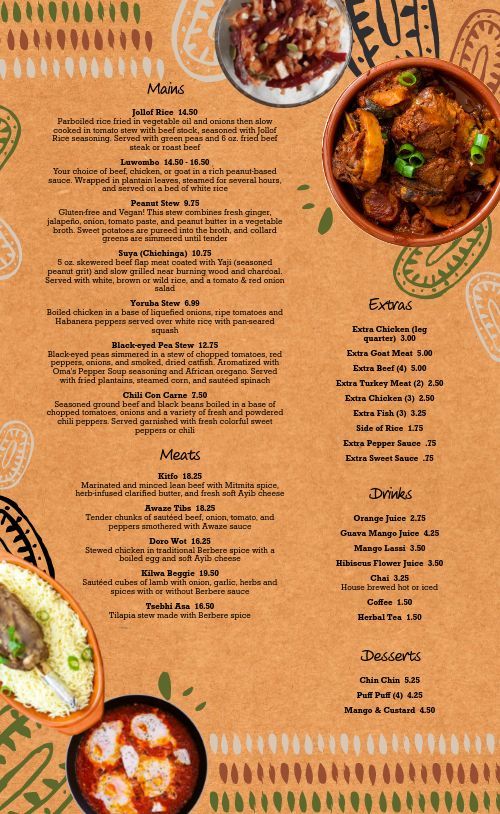 Mains
Jollof Rice 14.50
Parboiled rice fried in vegetable oil and onions then slow
cooked in tomato stew with beef stock, seasoned with Jollof
Rice seasoning. Served with green peas and 6 oz. fried beef
steak or roast beef
Luwombo 14.50 - 16.50
Your choice of beef, chicken, or goat in a rich peanut-based
sauce. Wrapped in plantain leaves, steamed for several hours,
and served on a bed of white rice
Peanut Stew 9.75
Gluten-free and Vegan! This stew combines fresh ginger,
jalapeño, onion, tomato paste, and peanut butter in a vegetable
broth. Sweet potatoes are pureed into the broth, and collard
greens are simmered until tender
Suya (Chichinga) 10.75
5 oz. skewered beef flap meat coated with Yaji (seasoned
peanut grit) and slow grilled near burning wood and charcoal.
Served with white, brown or wild rice, and a tomato & red onion
salad
Yoruba Stew 6.99
Boiled chicken in a base of liquefied onions, ripe tomatoes and
Habanera peppers served over white rice with pan-seared
squash
Black-eyed Pea Stew 12.75
Black-eyed peas simmered in a stew of chopped tomatoes, red
peppers, onions, and smoked, dried catfish. Aromatized with
Oma's Pepper Soup seasoning and African oregano. Served
with fried plantains, steamed corn, and sautéed spinach
Chili Con Carne 7.50
Seasoned ground beef and black beans boiled in a base of
chopped tomatoes, onions and a variety of fresh and powdered
chili peppers. Served garnished with fresh colorful sweet
peppers or chili
Meats
Kitfo 18.25
Marinated and minced lean beef with Mitmita spice,
herb-infused clarified butter, and fresh soft Ayib cheese
Awaze Tibs 18.25
Tender chunks of sautéed beef, onion, tomato, and
peppers smothered with Awaze sauce
Doro Wot 16.25
Stewed chicken in traditional Berbere spice with a
boiled egg and soft Ayib cheese
Kilwa Beggie 19.50
Sautéed cubes of lamb with onion, garlic, herbs and
spices with or without Berbere sauce
Tsebhi Asa 16.50
Tilapia stew made with Berbere spice
Extras
Extra Chicken (leg
quarter) 3.00
Extra Goat Meat 5.00
Extra Beef (4) 5.00
Extra Turkey Meat (2) 2.50
Extra Chicken (3) 2.50
Extra Fish (3) 3.25
Side of Rice 1.75
Extra Pepper Sauce .75
Extra Sweet Sauce .75
Drinks
Orange Juice 2.75
Guava Mango Juice 4.25
Mango Lassi 3.50
Hibiscus Flower Juice 3.50
Chai 3.25
House brewed hot or iced
Coffee 1.50
Herbal Tea 1.50
Desserts
Chin Chin 5.25
Puff Puff (4) 4.25
Mango & Custard 4.50